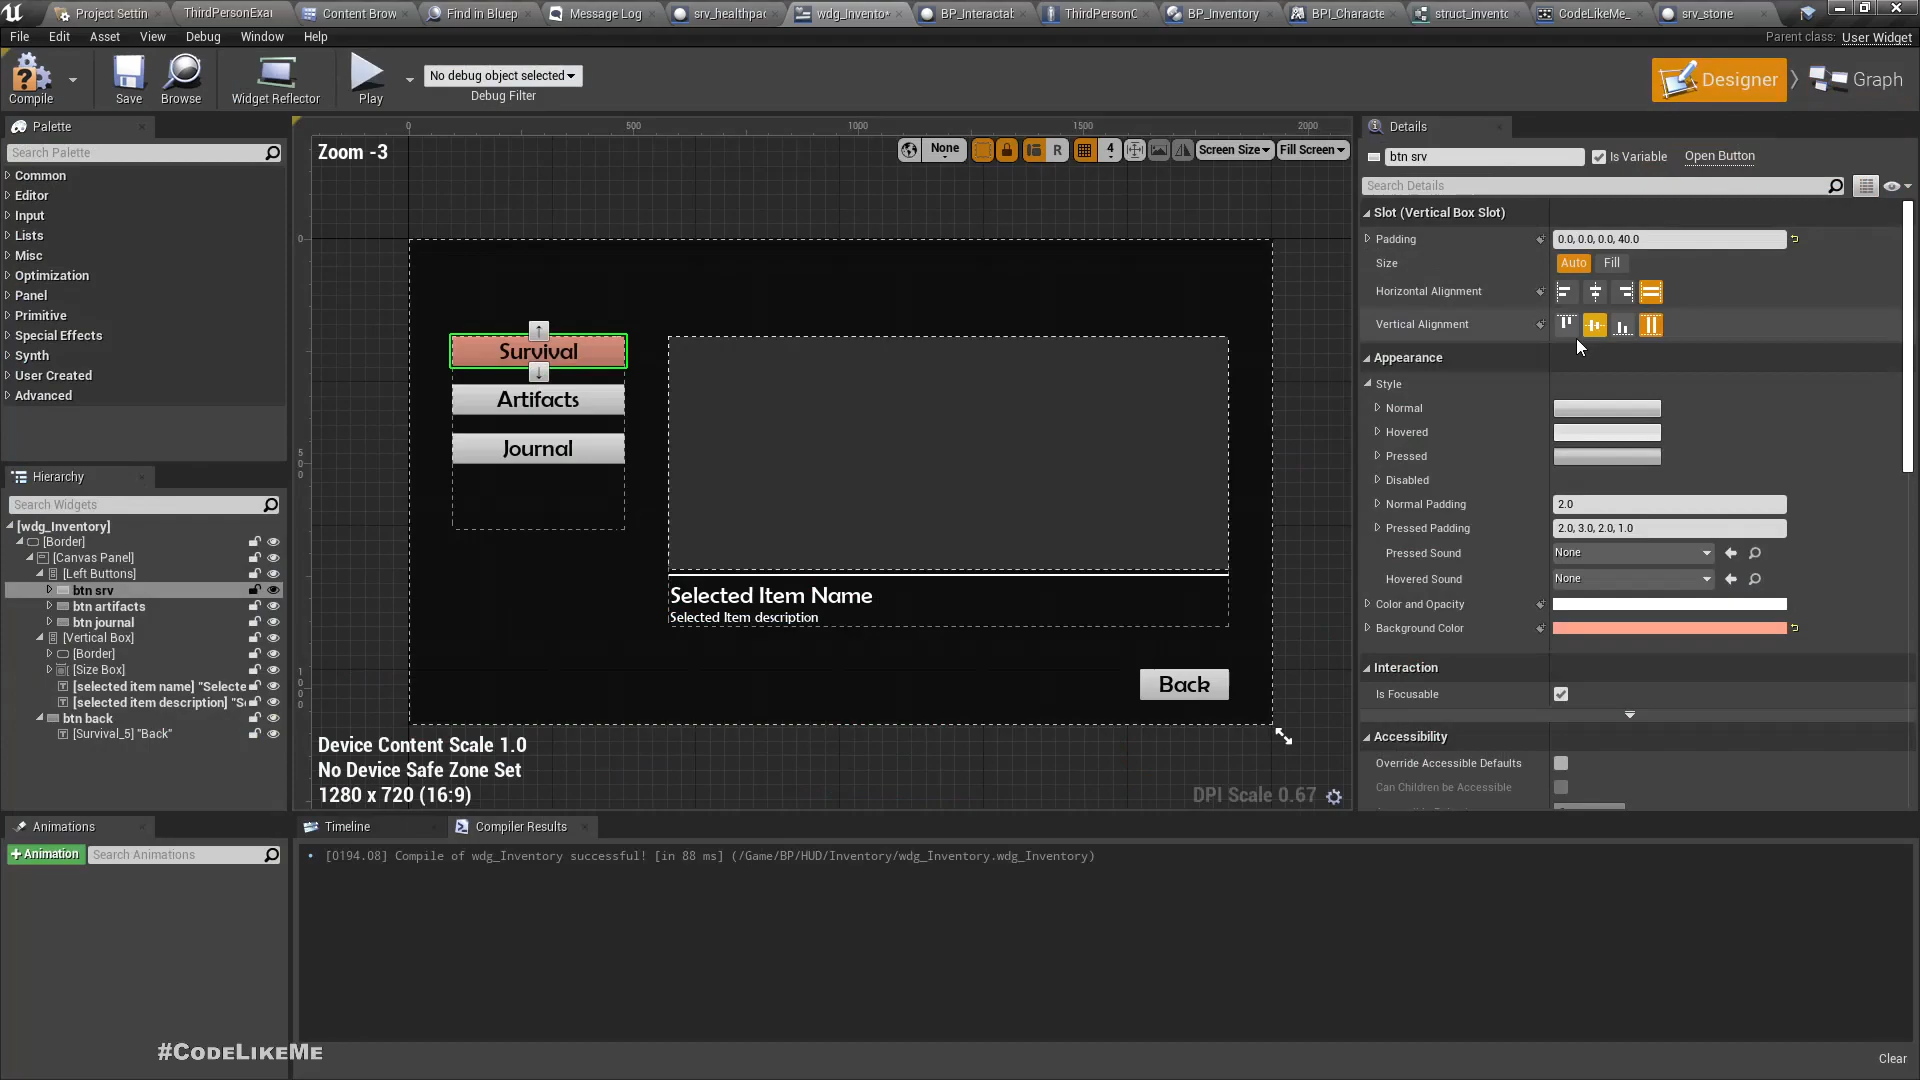 Project Settin
ThirdPersonExa
Content Brow
Find in Bluep
Message Log
srv_healthpac
wdg_Invento*
BP_Interactab
ThirdPersonC
BP_Inventory
BPI_Characte
struct_invento
CodeLikeMe_
srv_stone
File Edit Asset View Window Debug Help
Parent class: User Widget
Compile
Save
Browse
Widget Reflector
Play
No debug object selected
Debug Filter
Designer
Graph
Palette
Search Palette
Common
Editor
Input
Lists
Misc
Optimization
Panel
Primitive
Special Effects
Synth
User Created
Advanced
Hierarchy
Search Widgets
[wdg_Inventory]
[Border]
[Canvas Panel]
[Left Buttons]
btn srv
btn artifacts
btn journal
[Vertical Box]
[Border]
[Size Box]
[selected item name] "Selecte
[selected item description] "S
btn back
[Survival_5] "Back"
Animations
+Animation
Search Animations
0 500 1000 1500 2000
Zoom -3
None
R
4
Screen Size
Fill Screen
0
500
1000
Survival
Artifacts
Journal
Selected Item Name
Selected Item description
Back
Device Content Scale 1.0
No Device Safe Zone Set
1280 x 720 (16:9)
DPI Scale 0.67
Timeline
Compiler Results
[0194.08] Compile of wdg_Inventory successful! [in 88 ms] (/Game/BP/HUD/Inventory/wdg_Inventory.wdg_Inventory)
Clear
Details
btn srv
Is Variable
Open Button
Search Details
Slot (Vertical Box Slot)
Padding 0.0, 0.0, 0.0, 40.0
Size Auto Fill
Horizontal Alignment
Vertical Alignment
Appearance
Style
Normal
Hovered
Pressed
Disabled
Normal Padding 2.0
Pressed Padding 2.0, 3.0, 2.0, 1.0
Pressed Sound None
Hovered Sound None
Color and Opacity
Background Color
Interaction
Is Focusable
Accessibility
Override Accessible Defaults
Can Children be Accessible
#CodeLikeMe